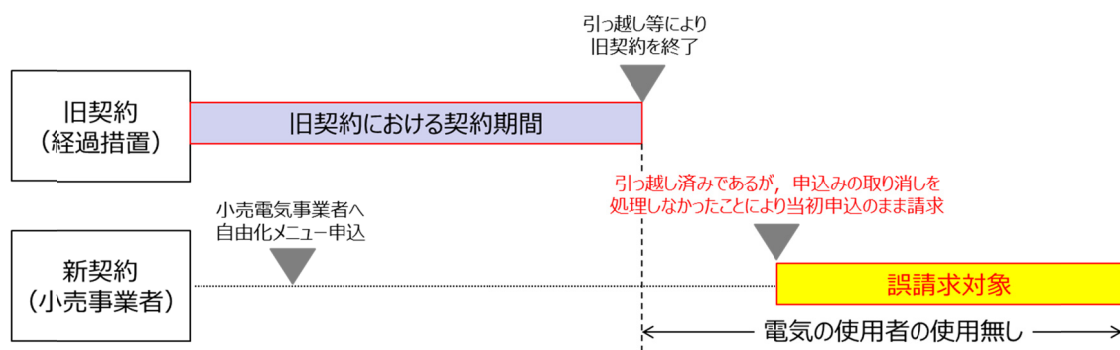 引っ越し等により
旧契約を終了
旧契約
（経過措置）
旧契約における契約期間
引っ越し済みであるが，申込みの取り消しを
処理しなかったことにより当初申込のまま請求
小売電気事業者へ
自由化メニュー申込
新契約
（小売事業者）
誤請求対象
電気の使用者の使用無し